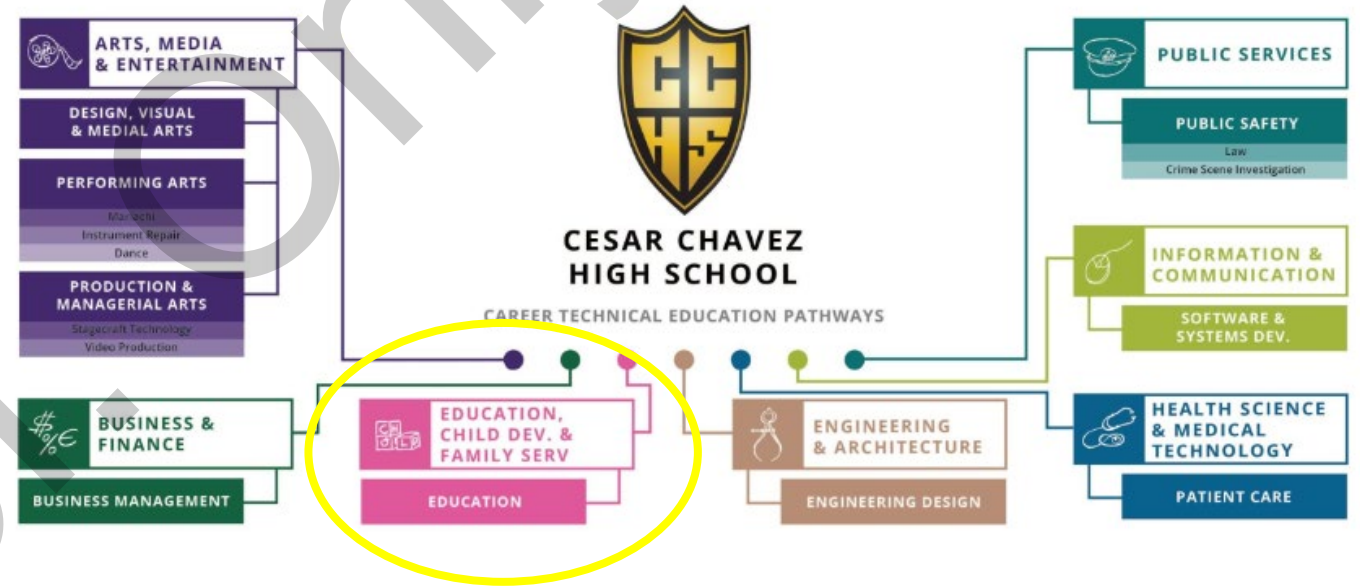 ARTS, MEDIA
& ENTERTAINMENT
DESIGN, VISUAL
& MEDIAL ARTS
PERFORMING ARTS
Mariachi
Instrument Repair
Dance
PRODUCTION &
MANAGERIAL ARTS
Stagecraft Technology
Video Production
BUSINESS &
FINANCE
BUSINESS MANAGEMENT
CCHS
CESAR CHAVEZ
HIGH SCHOOL
CAREER TECHNICAL EDUCATION PATHWAYS
EDUCATION,
CHILD DEV. &
FAMILY SERV
EDUCATION
ENGINEERING
& ARCHITECTURE
ENGINEERING DESIGN
PUBLIC SERVICES
PUBLIC SAFETY
Law
Crime Scene Investigation
INFORMATION &
COMMUNICATION
SOFTWARE &
SYSTEMS DEV.
HEALTH SCIENCE
& MEDICAL
TECHNOLOGY
PATIENT CARE